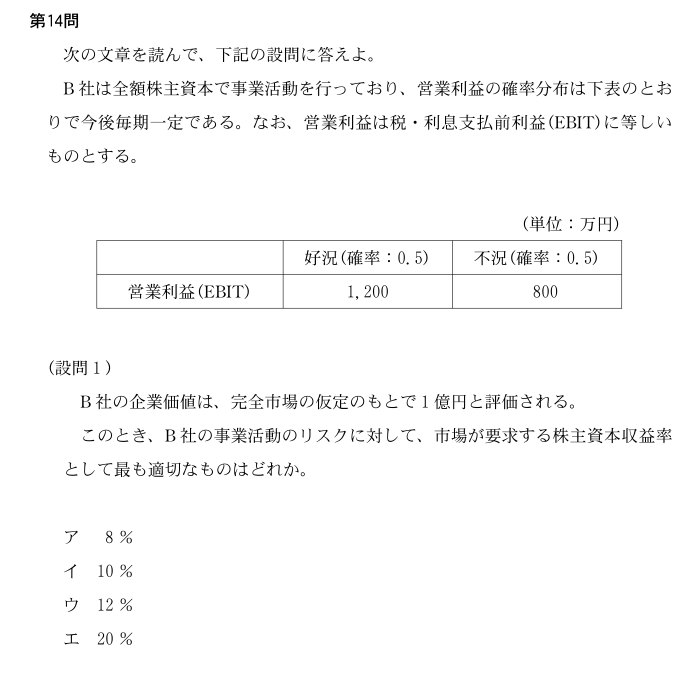 第14問
次の文章を読んで、下記の設問に答えよ。
B社は全額株主資本で事業活動を行っており、営業利益の確率分布は下表のとお
りで今後毎期一定である。なお、営業利益は税・利息支払前利益(EBIT)に等しい
ものとする。
(単位：万円)
好況(確率：0.5) 不況(確率：0.5)
営業利益(EBIT) 1,200 800
(設問1)
B社の企業価値は、完全市場の仮定のもとで1億円と評価される。
このとき、B社の事業活動のリスクに対して、市場が要求する株主資本収益率
として最も適切なものはどれか。
ア 8%
イ 10%
ウ 12%
エ 20%